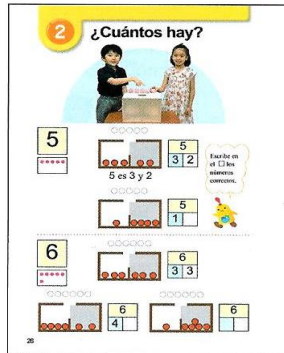 2 ¿Cuántos hay?
5
5
3 2
5 es 3 y 2
Escribe en
el □ los
números
correctos.
5
1
6
6
3 3
6
4
6
26